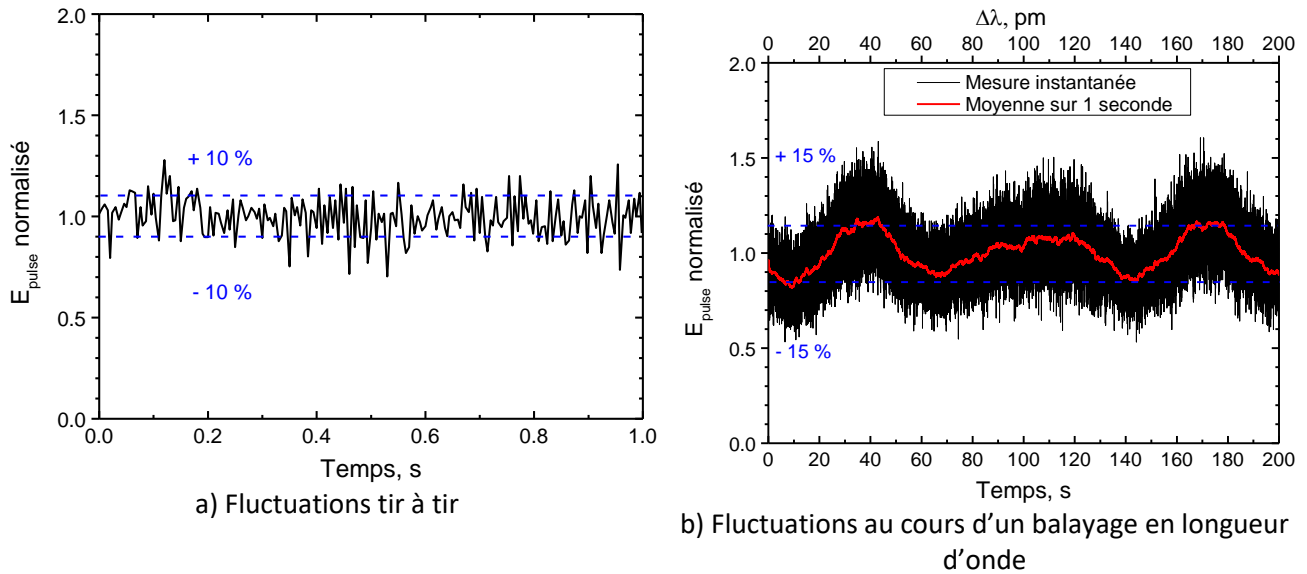 2.0
1.5
1.0
0.5
0.0
E_pulse normalisé
+ 10 %
- 10 %
0.0 0.2 0.4 0.6 0.8 1.0
Temps, s
a) Fluctuations tir à tir
Δλ, pm
0 20 40 60 80 100 120 140 160 180 200
2.0
1.5
1.0
0.5
0.0
E_pulse normalisé
Mesure instantanée
Moyenne sur 1 seconde
+ 15 %
- 15 %
0 20 40 60 80 100 120 140 160 180 200
Temps, s
b) Fluctuations au cours d’un balayage en longueur
d’onde